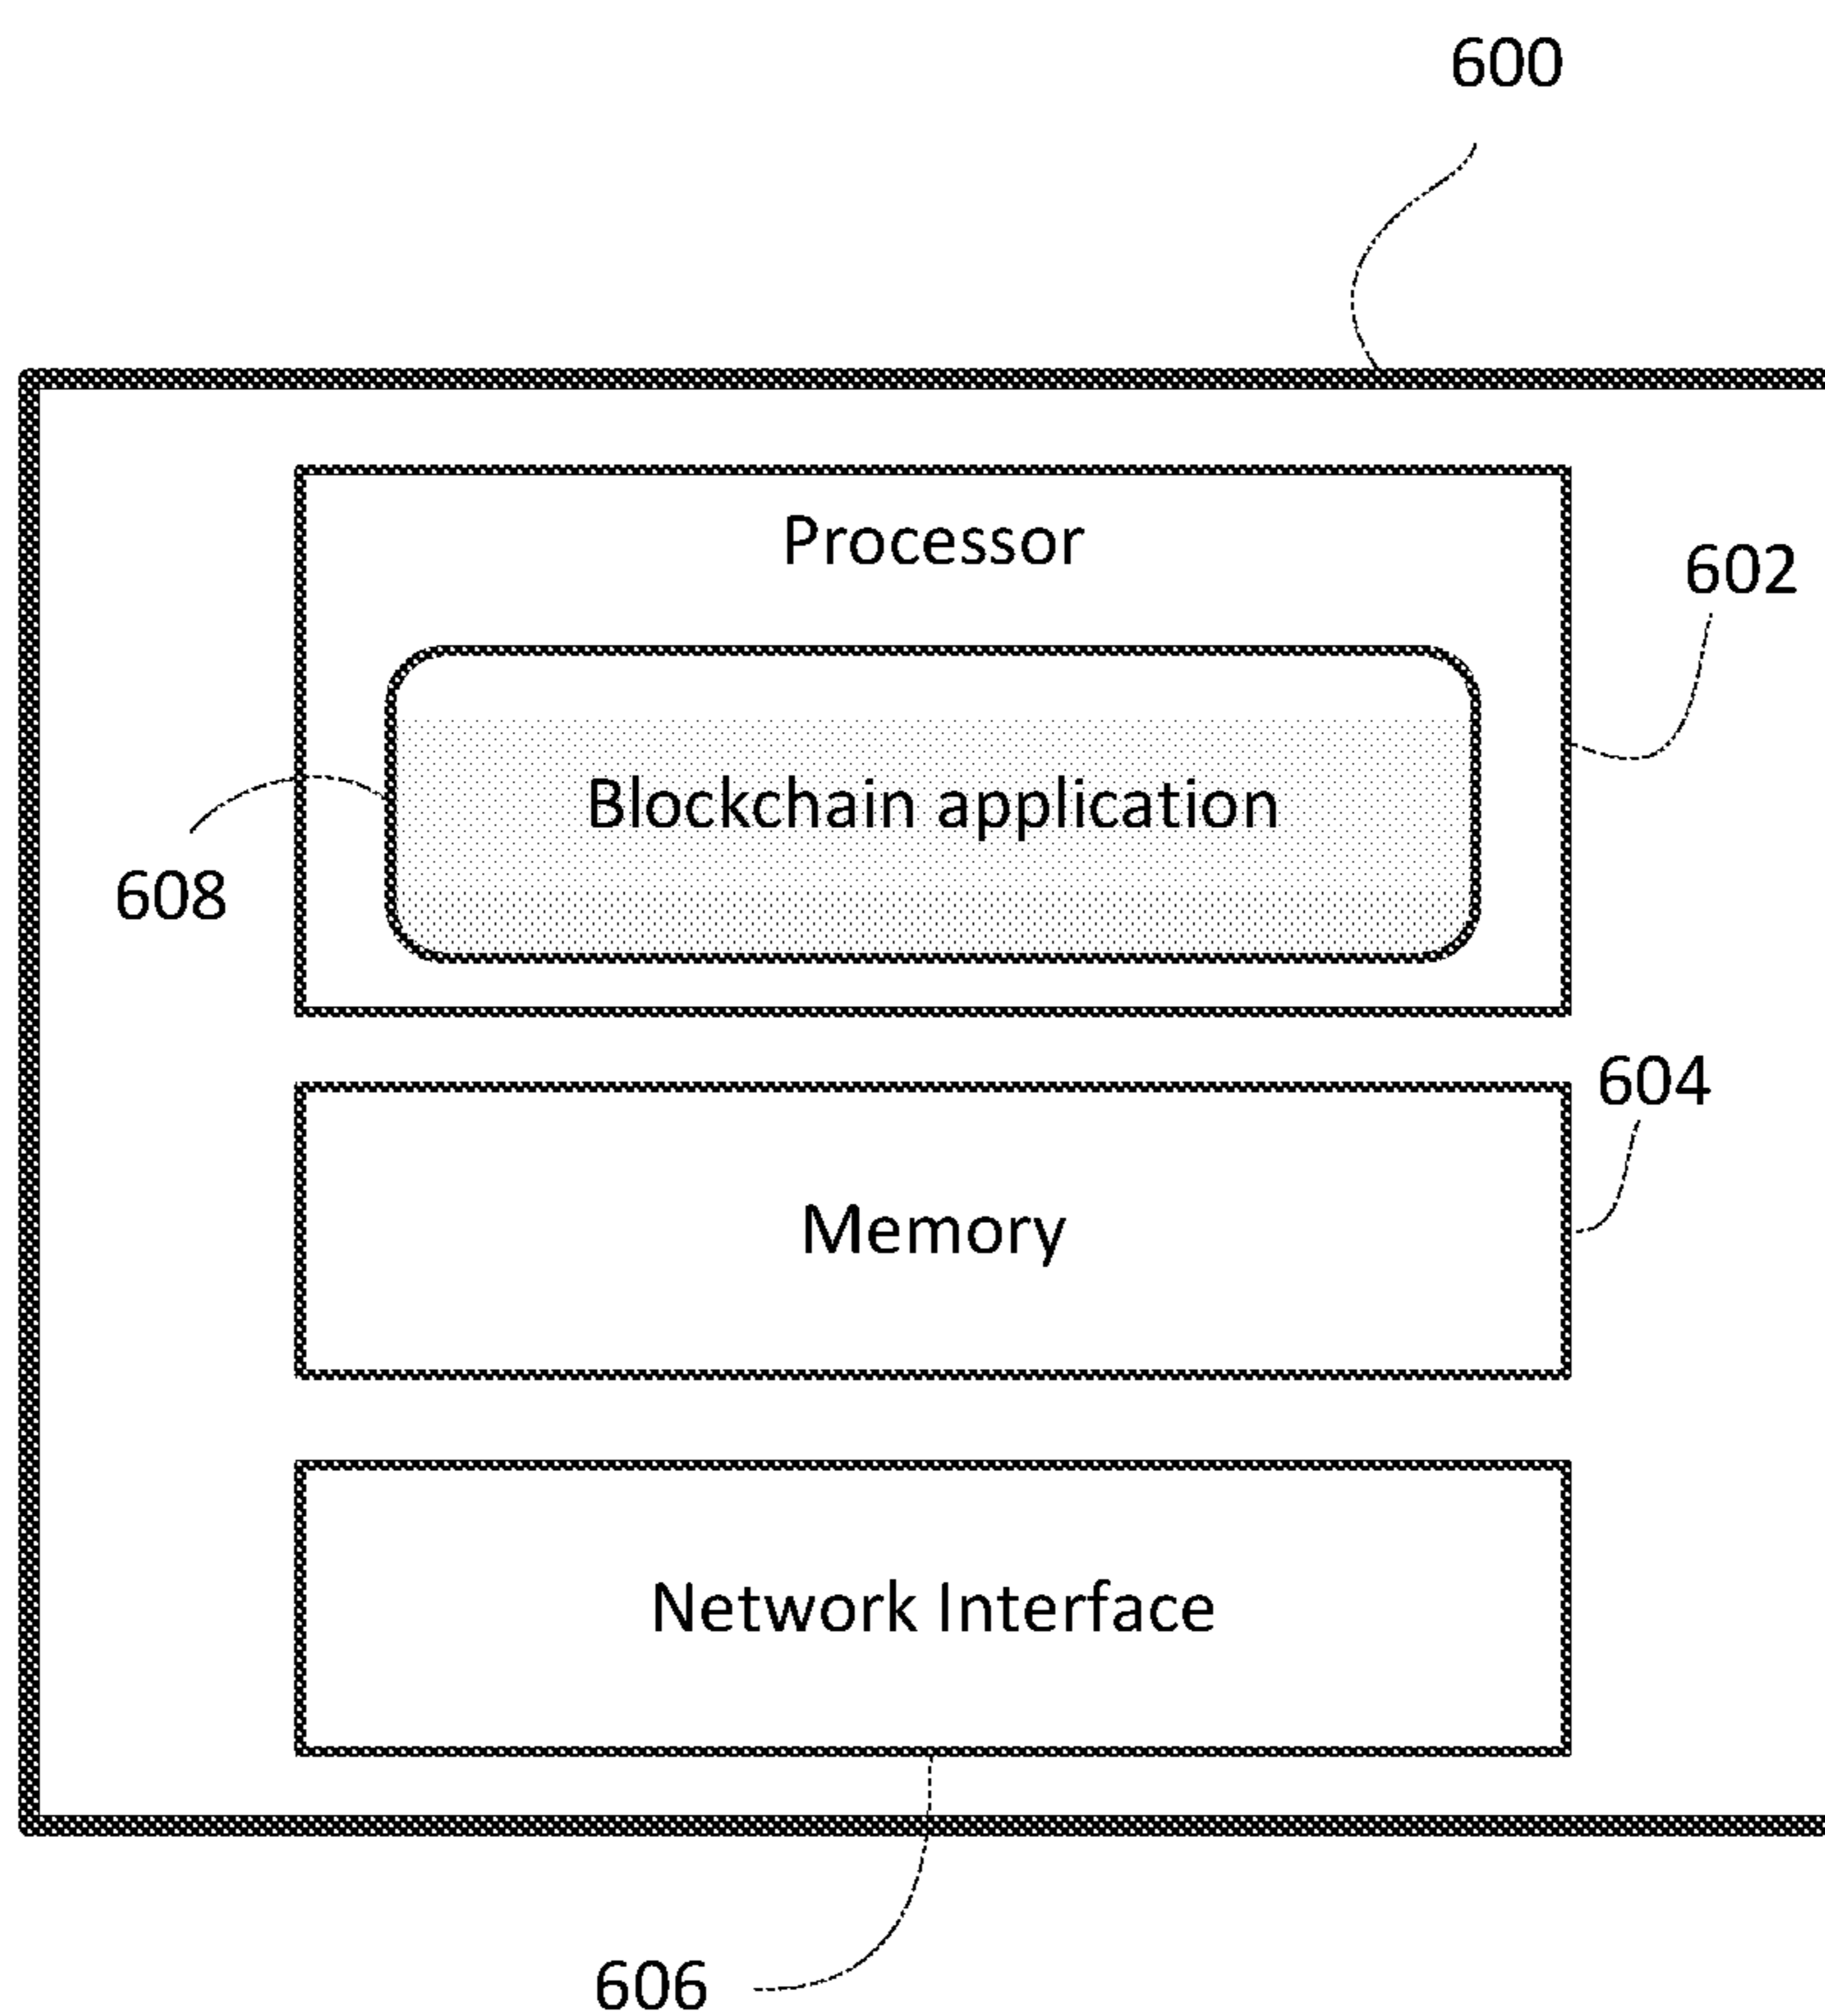 600
Processor
602
Blockchain application
608
604
Memory
Network Interface
606